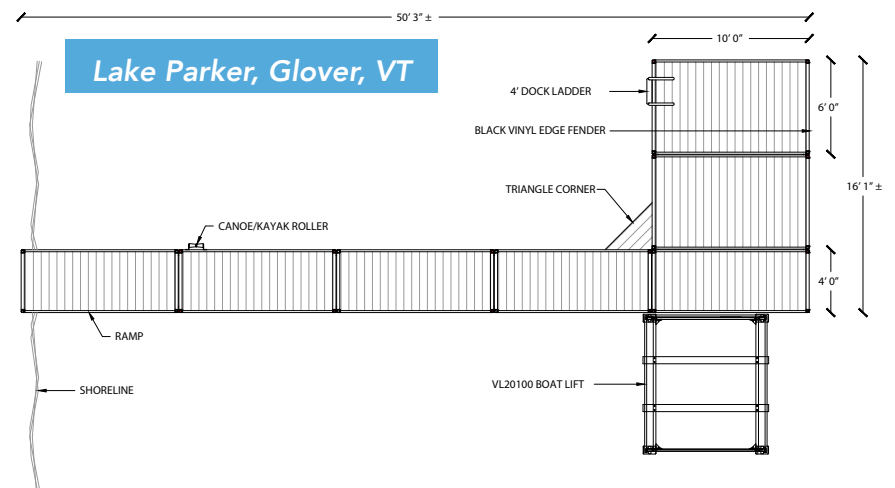 50' 3" ±
10' 0"
Lake Parker, Glover, VT
4' DOCK LADDER
6' 0"
BLACK VINYL EDGE FENDER
16' 1" ±
TRIANGLE CORNER
CANOE/KAYAK ROLLER
4' 0"
RAMP
VL20100 BOAT LIFT
SHORELINE